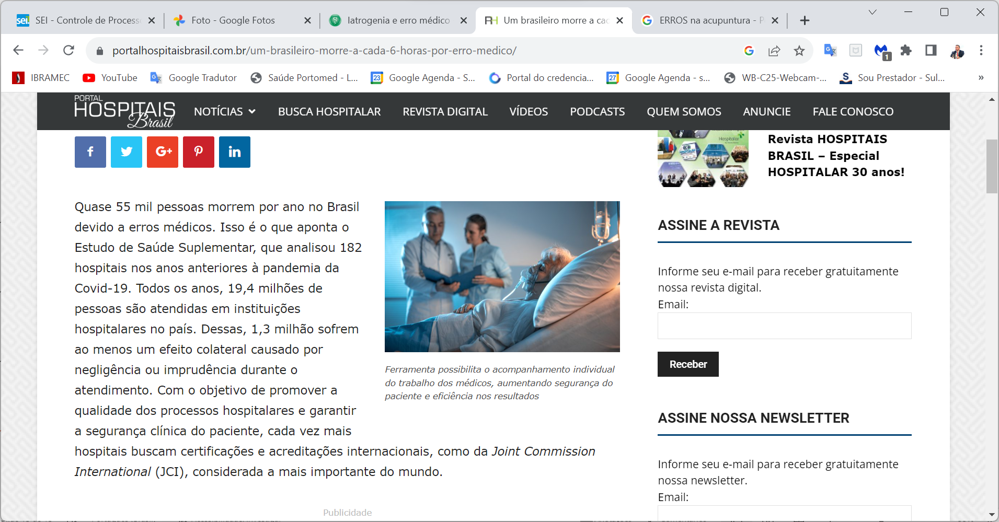 SEI - Controle de Process
Foto - Google Fotos
Iatrogenia e erro médico
Um brasileiro morre a cac
ERROS na acupuntura - P
portalhospitaisbrasil.com.br/um-brasileiro-morre-a-cada-6-horas-por-erro-medico/
1
IBRAMEC
YouTube
Google Tradutor
Saúde Portomed - L...
23
Google Agenda - S...
Portal do credencia...
27
Google Agenda - s...
WB-C25-Webcam-...
Sou Prestador - Sul...
»
PORTAL
HOSPITAIS
Brasil
NOTÍCIAS
BUSCA HOSPITALAR
REVISTA DIGITAL
VÍDEOS
PODCASTS
QUEM SOMOS
ANUNCIE
FALE CONOSCO
Revista HOSPITAIS
BRASIL – Especial
HOSPITALAR 30 anos!
Quase 55 mil pessoas morrem por ano no Brasil
devido a erros médicos. Isso é o que aponta o
Estudo de Saúde Suplementar, que analisou 182
hospitais nos anos anteriores à pandemia da
Covid-19. Todos os anos, 19,4 milhões de
pessoas são atendidas em instituições
hospitalares no país. Dessas, 1,3 milhão sofrem
ao menos um efeito colateral causado por
negligência ou imprudência durante o
atendimento. Com o objetivo de promover a
qualidade dos processos hospitalares e garantir
a segurança clínica do paciente, cada vez mais
hospitais buscam certificações e acreditações internacionais, como da Joint Commission
International (JCI), considerada a mais importante do mundo.
Ferramenta possibilita o acompanhamento individual
do trabalho dos médicos, aumentando segurança do
paciente e eficiência nos resultados
Publicidade
ASSINE A REVISTA
Informe seu e-mail para receber gratuitamente
nossa revista digital.
Email:
Receber
ASSINE NOSSA NEWSLETTER
Informe seu e-mail para receber gratuitamente
nossa newsletter.
Email: